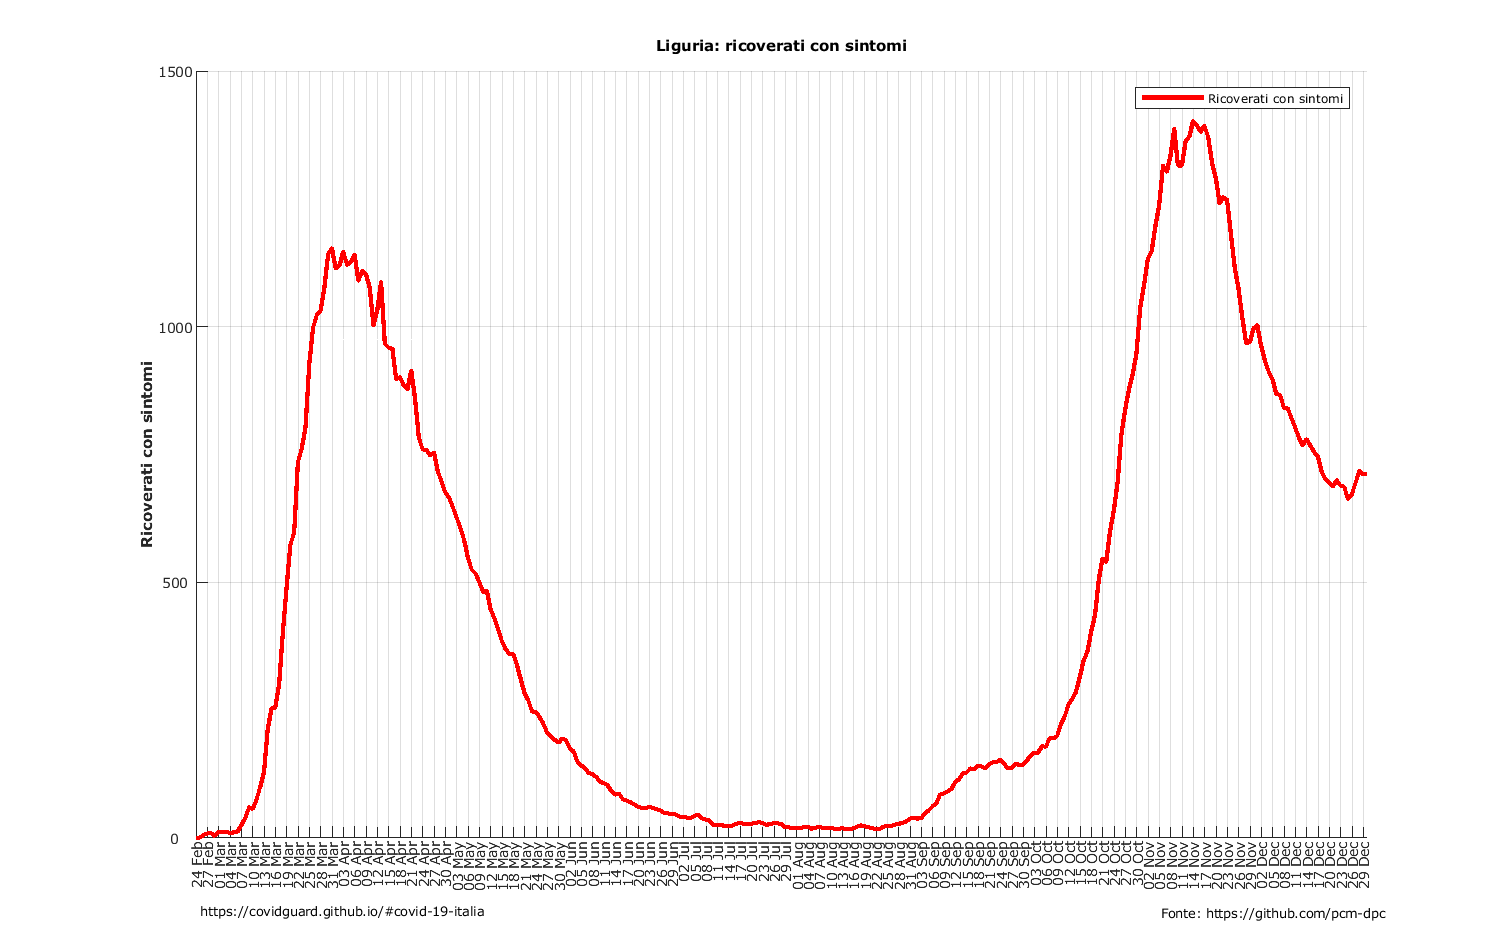 Liguria: ricoverati con sintomi
Ricoverati con sintomi
Ricoverati con sintomi
1500
1000
500
0
24 Feb
27 Feb
01 Mar
04 Mar
07 Mar
10 Mar
13 Mar
16 Mar
19 Mar
22 Mar
25 Mar
28 Mar
31 Mar
03 Apr
06 Apr
09 Apr
12 Apr
15 Apr
18 Apr
21 Apr
24 Apr
27 Apr
30 Apr
03 May
06 May
09 May
12 May
15 May
18 May
21 May
24 May
27 May
30 May
02 Jun
05 Jun
08 Jun
11 Jun
14 Jun
17 Jun
20 Jun
23 Jun
26 Jun
29 Jun
02 Jul
05 Jul
08 Jul
11 Jul
14 Jul
17 Jul
20 Jul
23 Jul
26 Jul
29 Jul
01 Aug
04 Aug
07 Aug
10 Aug
13 Aug
16 Aug
19 Aug
22 Aug
25 Aug
28 Aug
31 Aug
03 Sep
06 Sep
09 Sep
12 Sep
15 Sep
18 Sep
21 Sep
24 Sep
27 Sep
30 Sep
03 Oct
06 Oct
09 Oct
12 Oct
15 Oct
18 Oct
21 Oct
24 Oct
27 Oct
30 Oct
02 Nov
05 Nov
08 Nov
11 Nov
14 Nov
17 Nov
20 Nov
23 Nov
26 Nov
29 Nov
02 Dec
05 Dec
08 Dec
11 Dec
14 Dec
17 Dec
20 Dec
23 Dec
26 Dec
29 Dec
https://covidguard.github.io/#covid-19-italia
Fonte: https://github.com/pcm-dpc